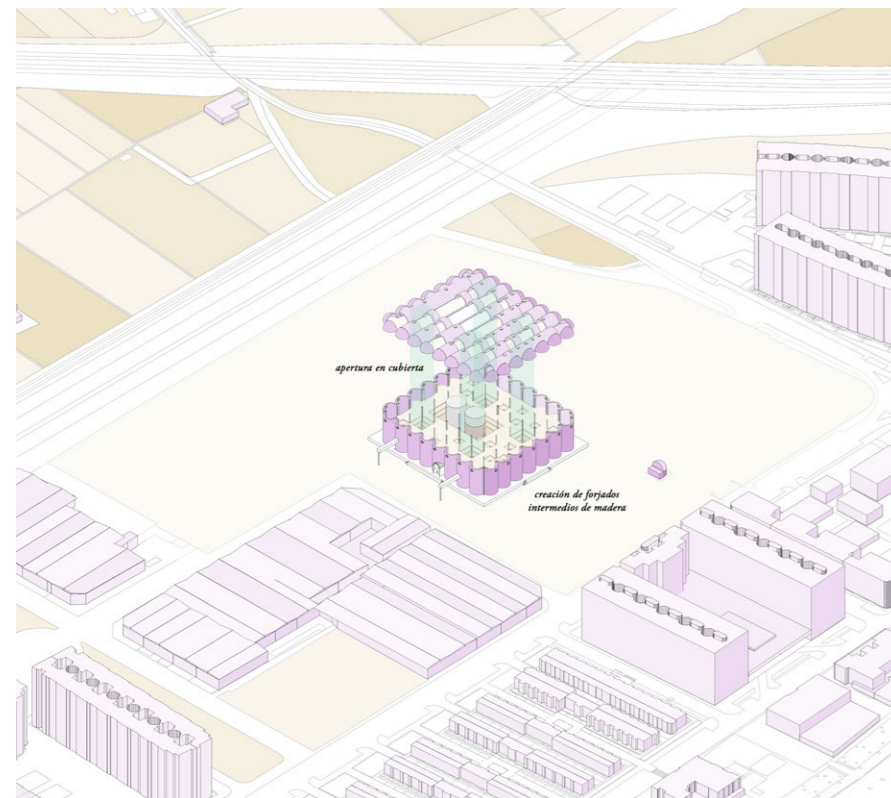 apertura en cubierta
creación de forjados
intermedios de madera